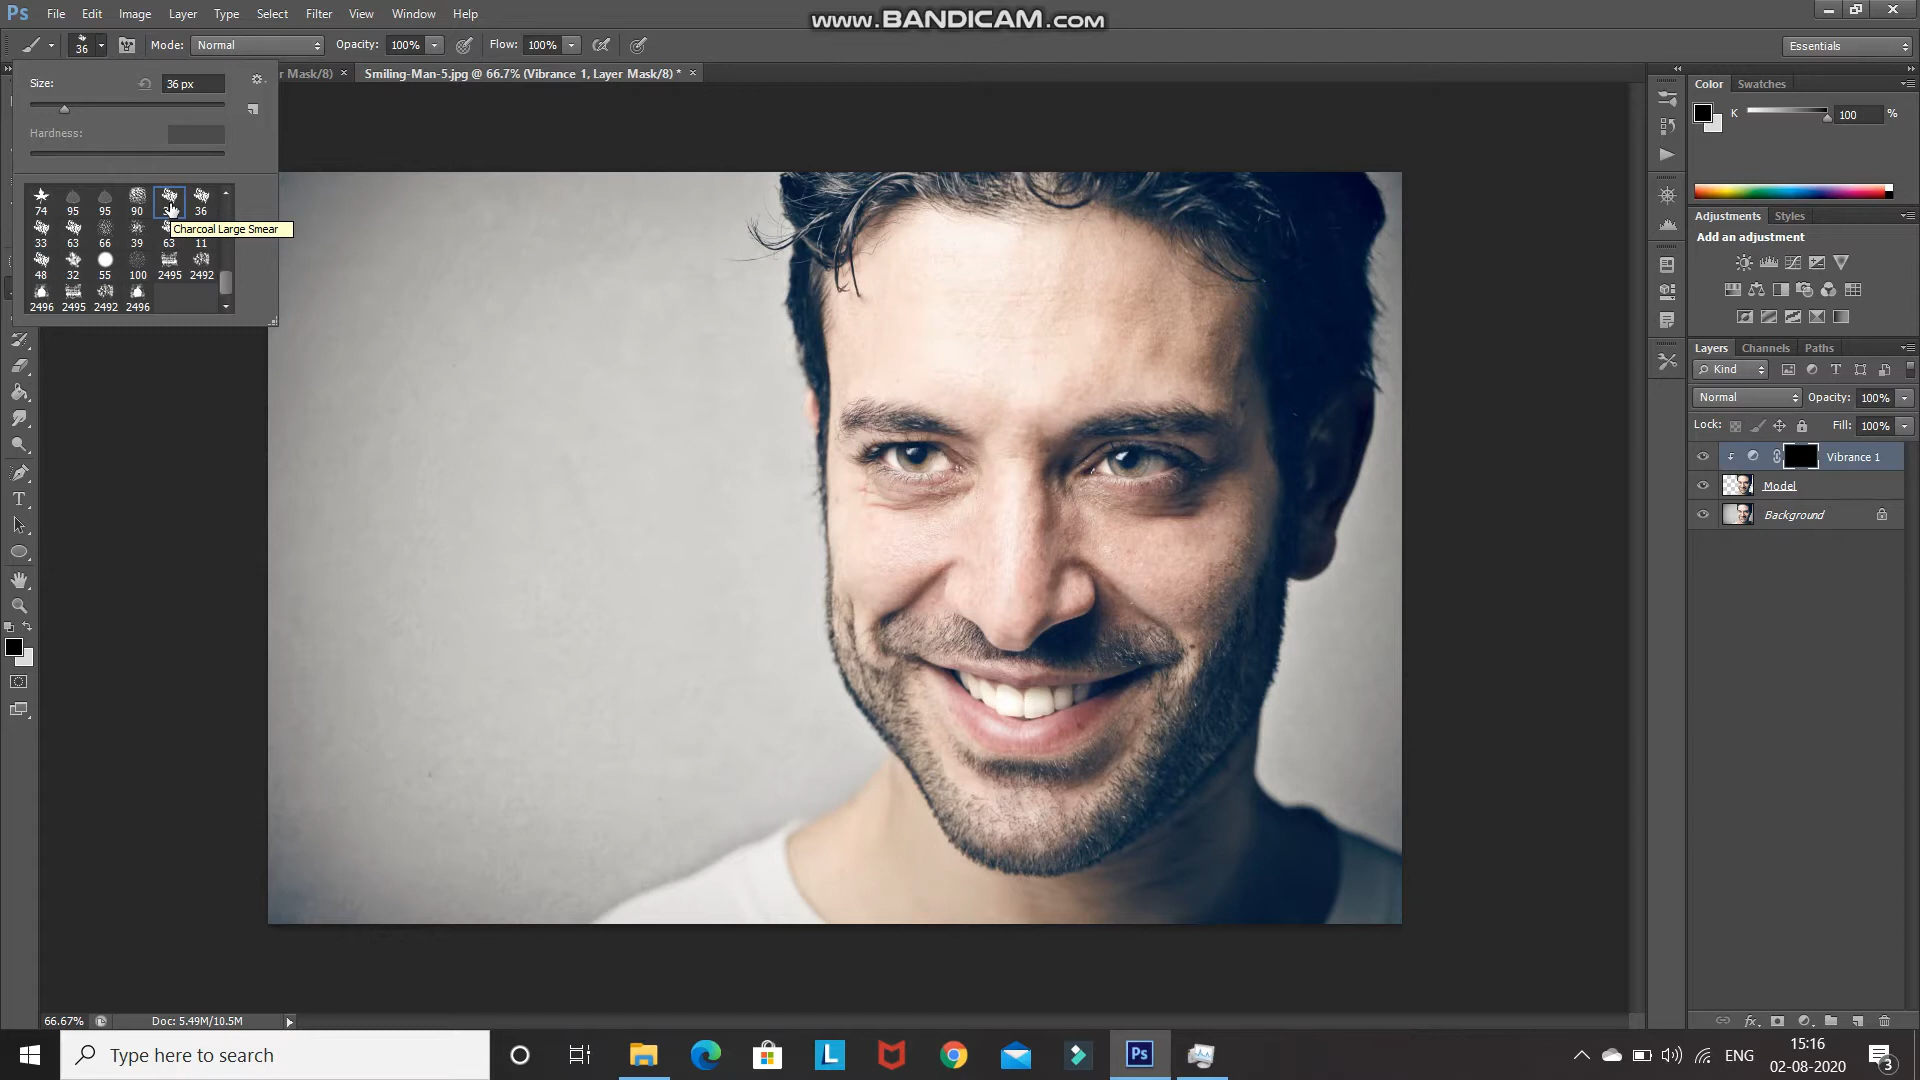 Ps File Edit Image Layer Type Select Filter View Window Help
www.BANDICAM.com
36 Mode: Normal Opacity: 100% Flow: 100% Essentials
r Mask/8) × Smiling-Man-5.jpg @ 66.7% (Vibrance 1, Layer Mask/8) * ×
Size: 36 px
Hardness:
74 95 95 90 36
Charcoal Large Smear
33 63 66 39 63 11
48 32 55 100 2495 2492
2496 2495 2492 2496
Color Swatches
K 100 %
Adjustments Styles
Add an adjustment
Layers Channels Paths
Kind
Normal Opacity: 100%
Lock: Fill: 100%
Vibrance 1
Model
Background
66.67% Doc: 5.49M/10.5M
Type here to search
L
Ps
ENG
15:16
02-08-2020
3